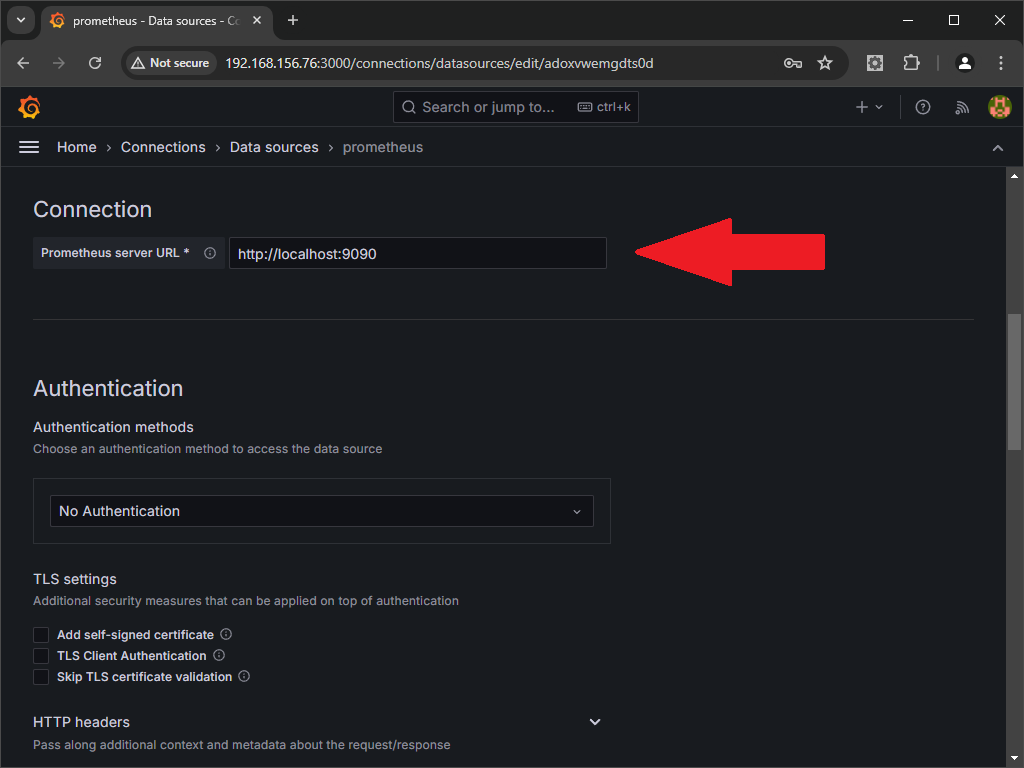 prometheus - Data sources - Co
Not secure
192.168.156.76:3000/connections/datasources/edit/adoxvwemgdts0d
Search or jump to... ctrl+k
Home › Connections › Data sources › prometheus
Connection
Prometheus server URL * http://localhost:9090
Authentication
Authentication methods
Choose an authentication method to access the data source
No Authentication
TLS settings
Additional security measures that can be applied on top of authentication
Add self-signed certificate
TLS Client Authentication
Skip TLS certificate validation
HTTP headers
Pass along additional context and metadata about the request/response